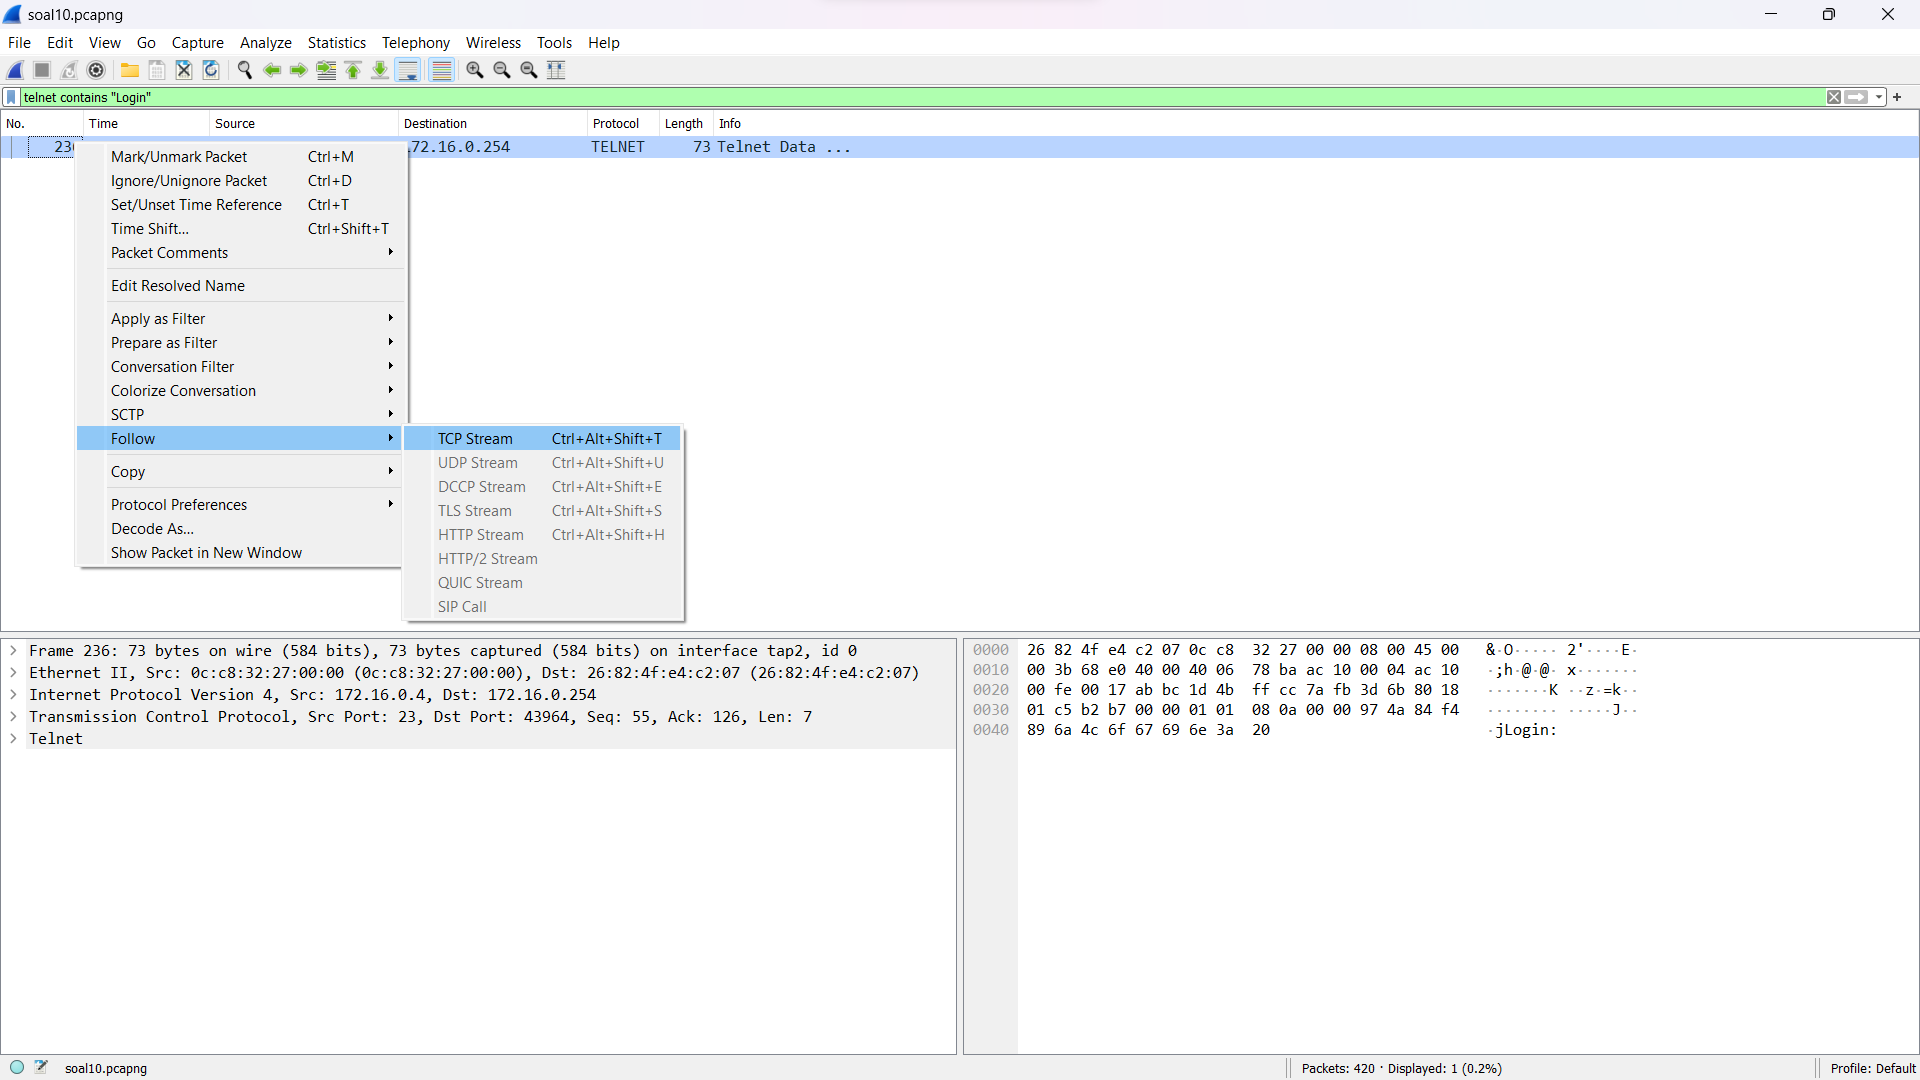 soal10.pcapng
File Edit View Go Capture Analyze Statistics Telephony Wireless Tools Help
telnet contains "Login"
No. Time Source Destination Protocol Length Info
72.16.0.254 TELNET 73 Telnet Data ...
Mark/Unmark Packet Ctrl+M
Ignore/Unignore Packet Ctrl+D
Set/Unset Time Reference Ctrl+T
Time Shift... Ctrl+Shift+T
Packet Comments
Edit Resolved Name
Apply as Filter
Prepare as Filter
Conversation Filter
Colorize Conversation
SCTP
Follow
Copy
Protocol Preferences
Decode As...
Show Packet in New Window
TCP Stream Ctrl+Alt+Shift+T
UDP Stream Ctrl+Alt+Shift+U
DCCP Stream Ctrl+Alt+Shift+E
TLS Stream Ctrl+Alt+Shift+S
HTTP Stream Ctrl+Alt+Shift+H
HTTP/2 Stream
QUIC Stream
SIP Call
Frame 236: 73 bytes on wire (584 bits), 73 bytes captured (584 bits) on interface tap2, id 0
Ethernet II, Src: 0c:c8:32:27:00:00 (0c:c8:32:27:00:00), Dst: 26:82:4f:e4:c2:07 (26:82:4f:e4:c2:07)
Internet Protocol Version 4, Src: 172.16.0.4, Dst: 172.16.0.254
Transmission Control Protocol, Src Port: 23, Dst Port: 43964, Seq: 55, Ack: 126, Len: 7
Telnet
0000 26 82 4f e4 c2 07 0c c8 32 27 00 00 08 00 45 00 &·O····· 2'····E·
0010 00 3b 68 e0 40 00 40 06 78 ba ac 10 00 04 ac 10 ·;h·@·@· x·······
0020 00 fe 00 17 ab bc 1d 4b ff cc 7a fb 3d 6b 80 18 ·······K ··z·=k··
0030 01 c5 b2 b7 00 00 01 01 08 0a 00 00 97 4a 84 f4 ········ ·····J··
0040 89 6a 4c 6f 67 69 6e 3a 20 ·jLogin:
soal10.pcapng
Packets: 420 · Displayed: 1 (0.2%)
Profile: Default